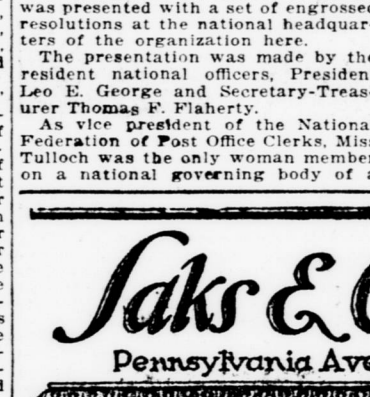 was presented with a set of engrossed
resolutions at the national headquar-
ters of the organization here.
The presentation was made by the
resident national officers, Presiden
Leo E. George and Secretary-Treas-
urer Thomas F. Flaherty.
As vice president of the Nationa
Federation of Post Office Clerks, Mis
Tulloch was the only woman member
on a national governing body of a
Saks & C
Pennsylvania Ave